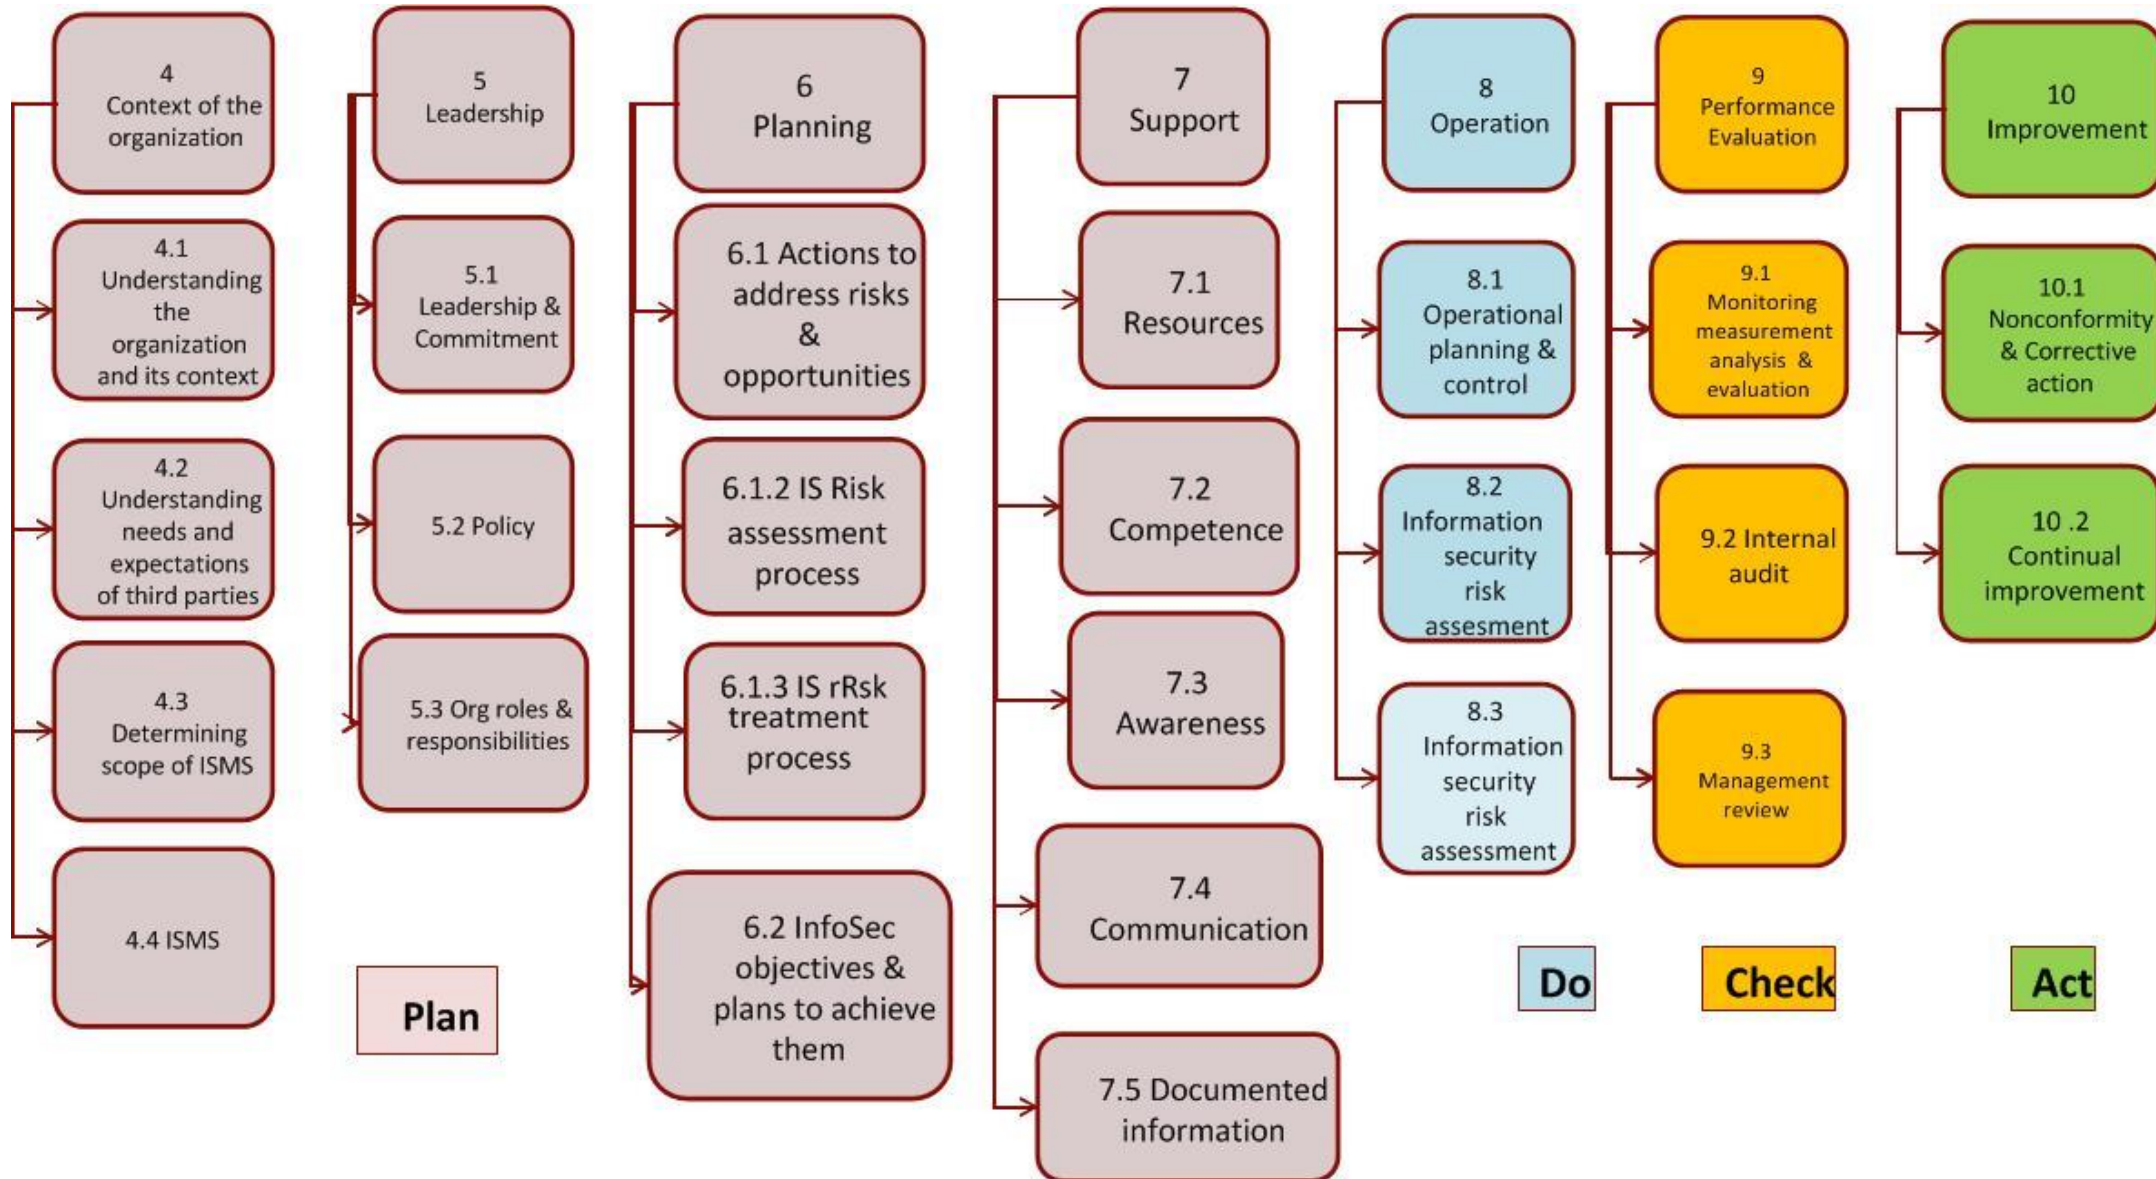 4
Context of the
organization
4.1
Understanding
the
organization
and its context
4.2
Understanding
needs and
expectations
of third parties
4.3
Determining
scope of ISMS
4.4 ISMS
5
Leadership
5.1
Leadership &
Commitment
5.2 Policy
5.3 Org roles &
responsibilities
Plan
6
Planning
6.1 Actions to
address risks
&
opportunities
6.1.2 IS Risk
assessment
process
6.1.3 IS rRsk
treatment
process
6.2 InfoSec
objectives &
plans to achieve
them
7
Support
7.1
Resources
7.2
Competence
7.3
Awareness
7.4
Communication
7.5 Documented
information
8
Operation
8.1
Operational
planning &
control
8.2
Information
security
risk
assesment
8.3
Information
security
risk
assessment
Do
9
Performance
Evaluation
9.1
Monitoring
measurement
analysis &
evaluation
9.2 Internal
audit
9.3
Management
review
Check
10
Improvement
10.1
Nonconformity
& Corrective
action
10 .2
Continual
improvement
Act